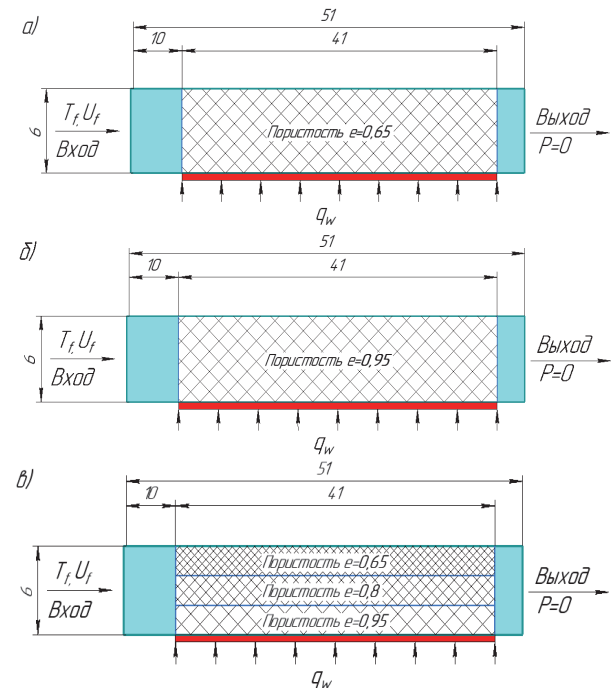 а)
51
10
41
6
T_f, U_f
Вход
Пористость e=0,65
Выход
P=0
q_w
б)
51
10
41
6
T_f, U_f
Вход
Пористость e=0,95
Выход
P=0
q_w
в)
51
10
41
6
T_f, U_f
Вход
Пористость e=0,65
Пористость e=0,8
Пористость e=0,95
Выход
P=0
q_w